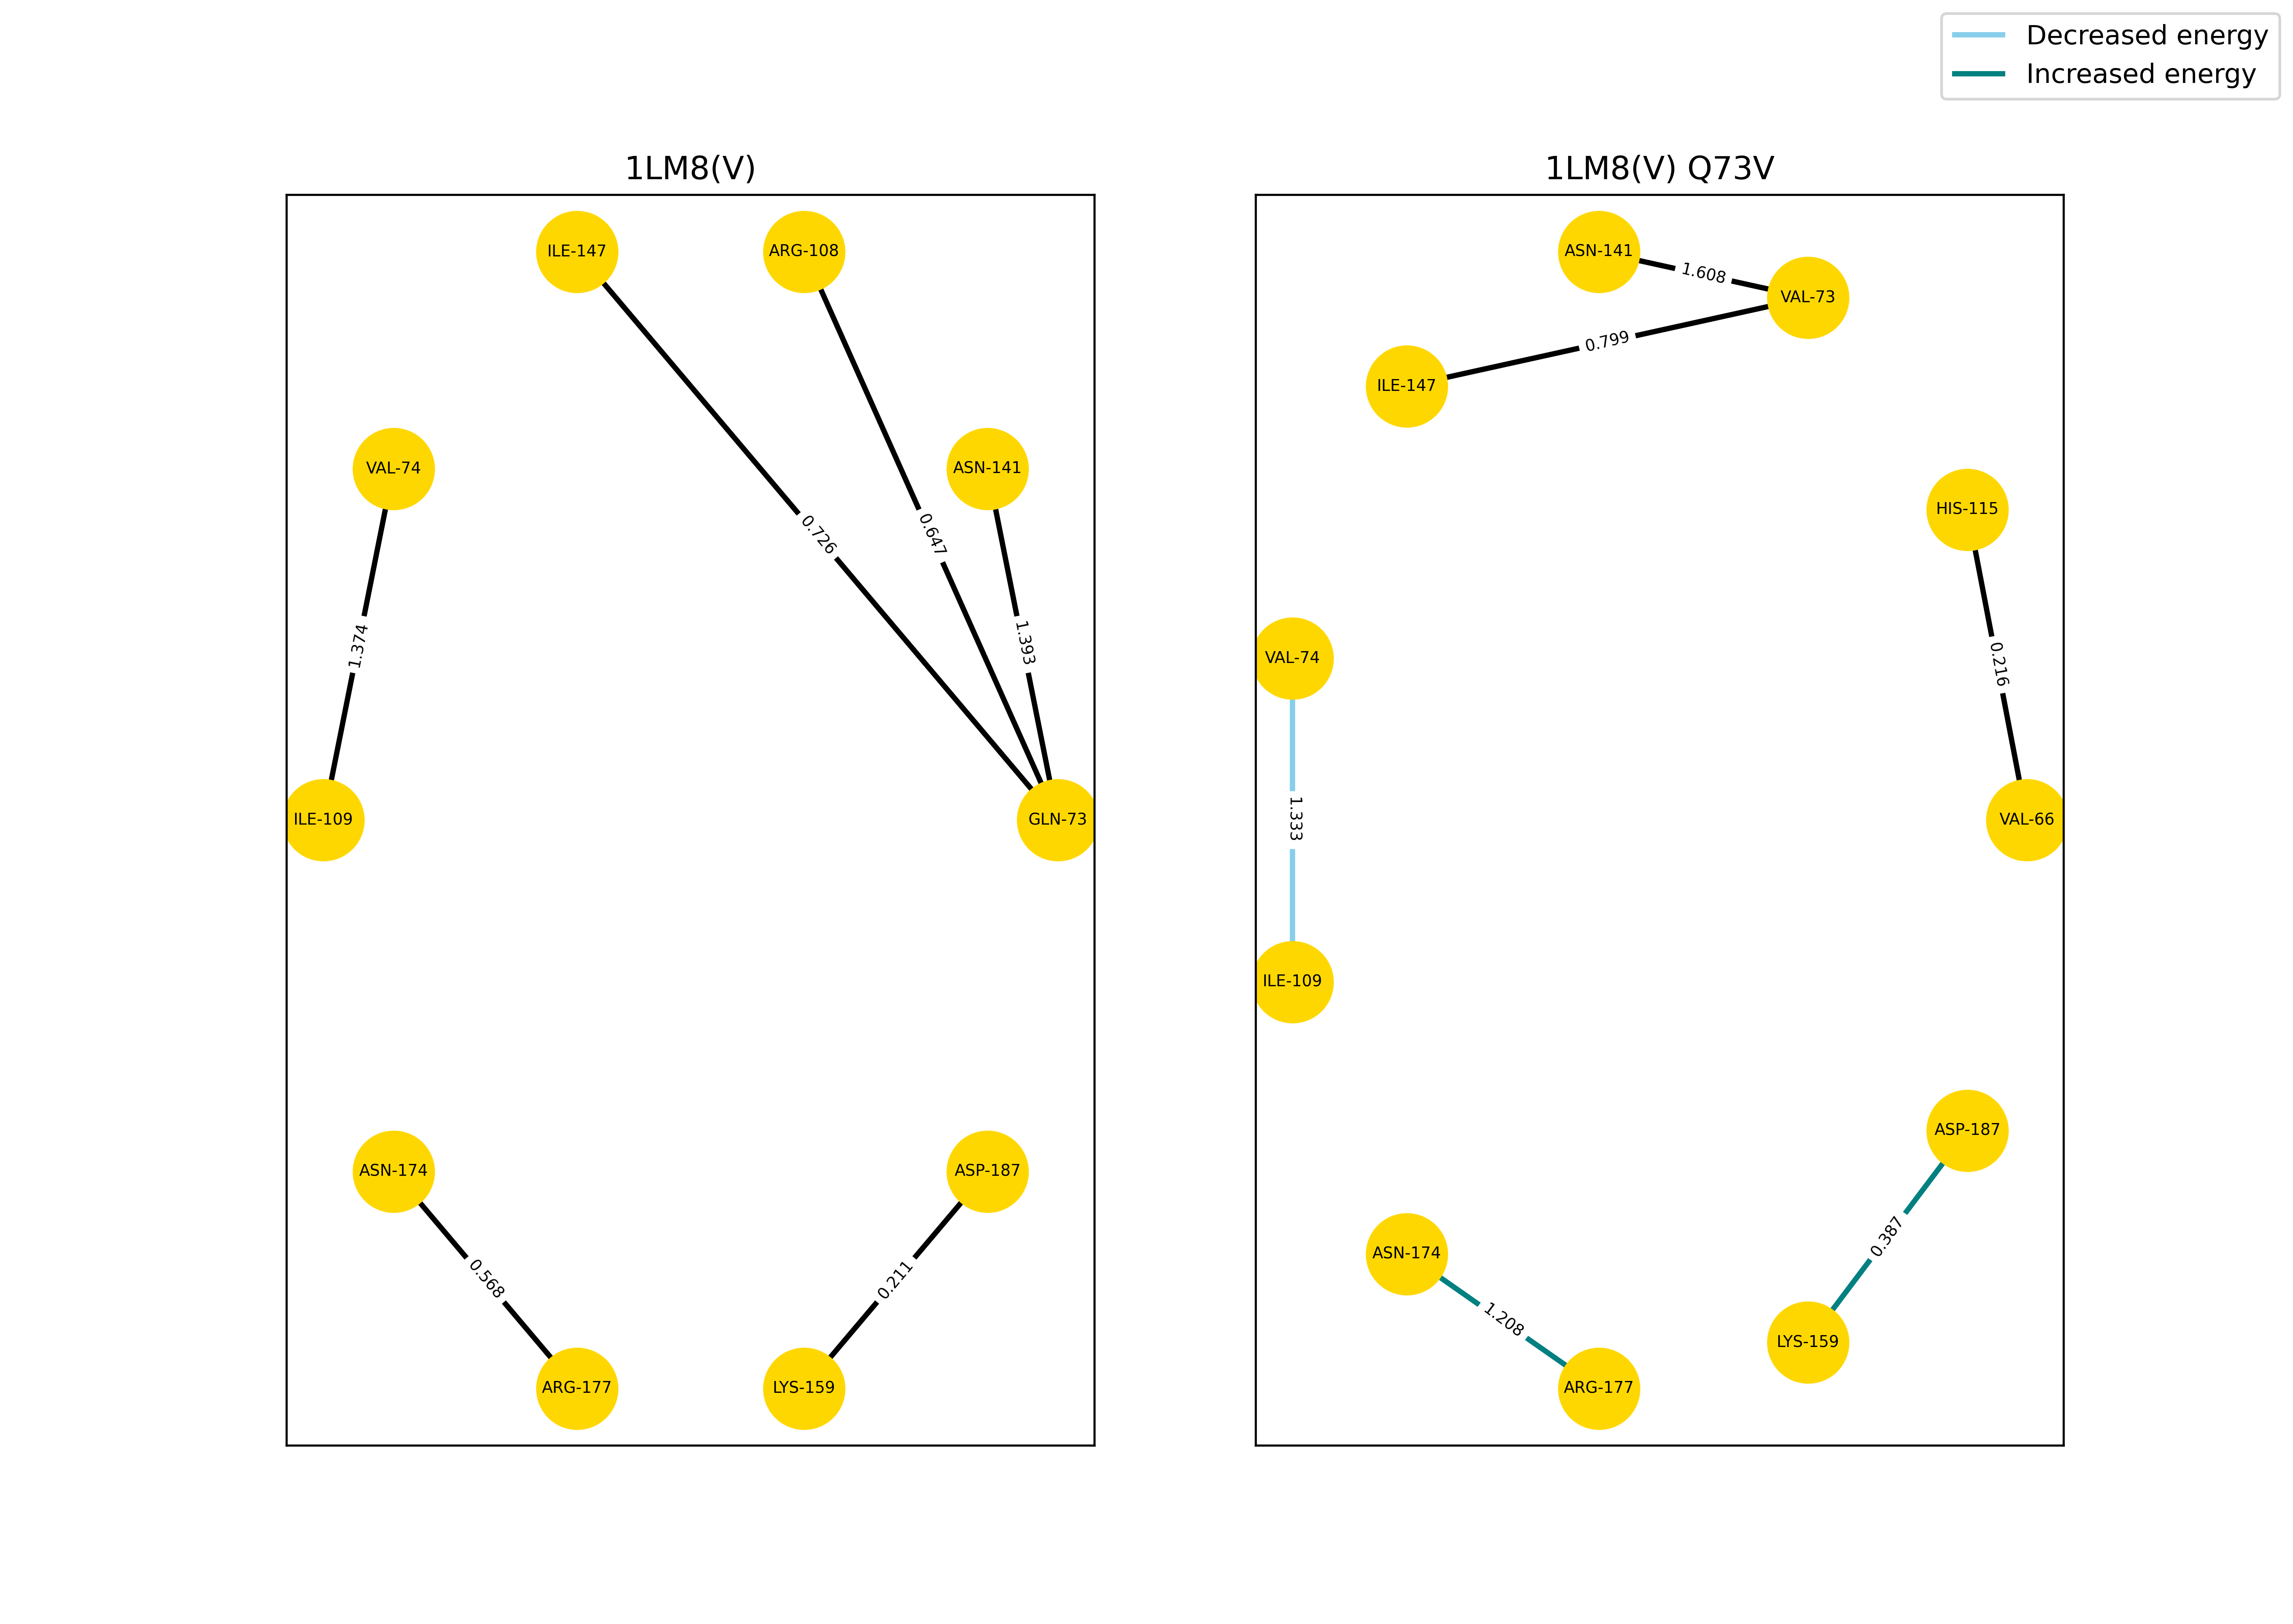 Decreased energy
Increased energy
1LM8(V)
ILE-147
ARG-108
VAL-74
ASN-141
0.726
0.647
1.374
1.393
ILE-109
GLN-73
ASN-174
ASP-187
0.568
0.211
ARG-177
LYS-159
1LM8(V) Q73V
ASN-141
1.608
VAL-73
0.799
ILE-147
HIS-115
VAL-74
0.216
1.333
VAL-66
ILE-109
ASP-187
0.387
ASN-174
1.208
LYS-159
ARG-177